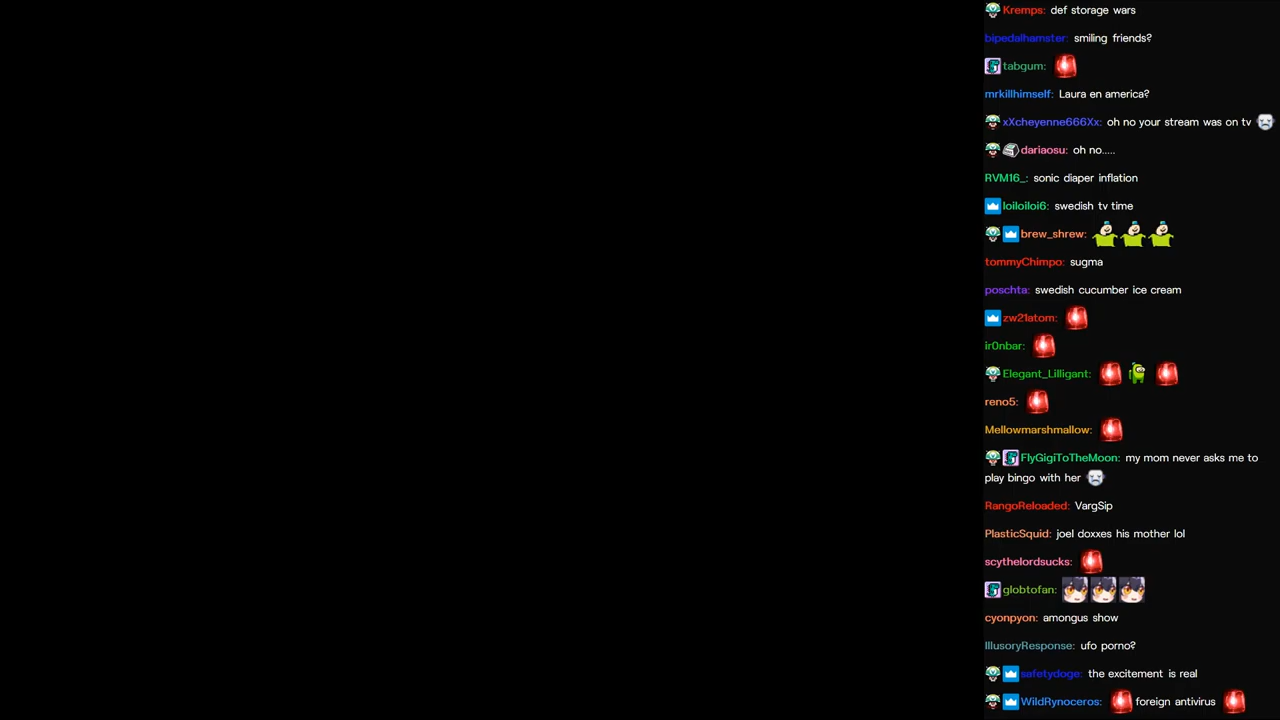 Kremps: def storage wars
bipedalhamster: smiling friends?
tabgum:
mrkillhimself: Laura en america?
xXcheyenne666Xx: oh no your stream was on tv
dariaosu: oh no.....
RVM16_: sonic diaper inflation
loiloiloi6: swedish tv time
brew_shrew:
tommyChimpo: sugma
poschta: swedish cucumber ice cream
zw21atom:
ir0nbar:
Elegant_Lilligant:
reno5:
Mellowmarshmallow:
FlyGigiToTheMoon: my mom never asks me to
play bingo with her
RangoReloaded: VargSip
PlasticSquid: joel doxxes his mother lol
scythelordsucks:
globtofan:
cyonpyon: amongus show
IllusoryResponse: ufo porno?
safetydoge: the excitement is real
WildRynoceros: foreign antivirus